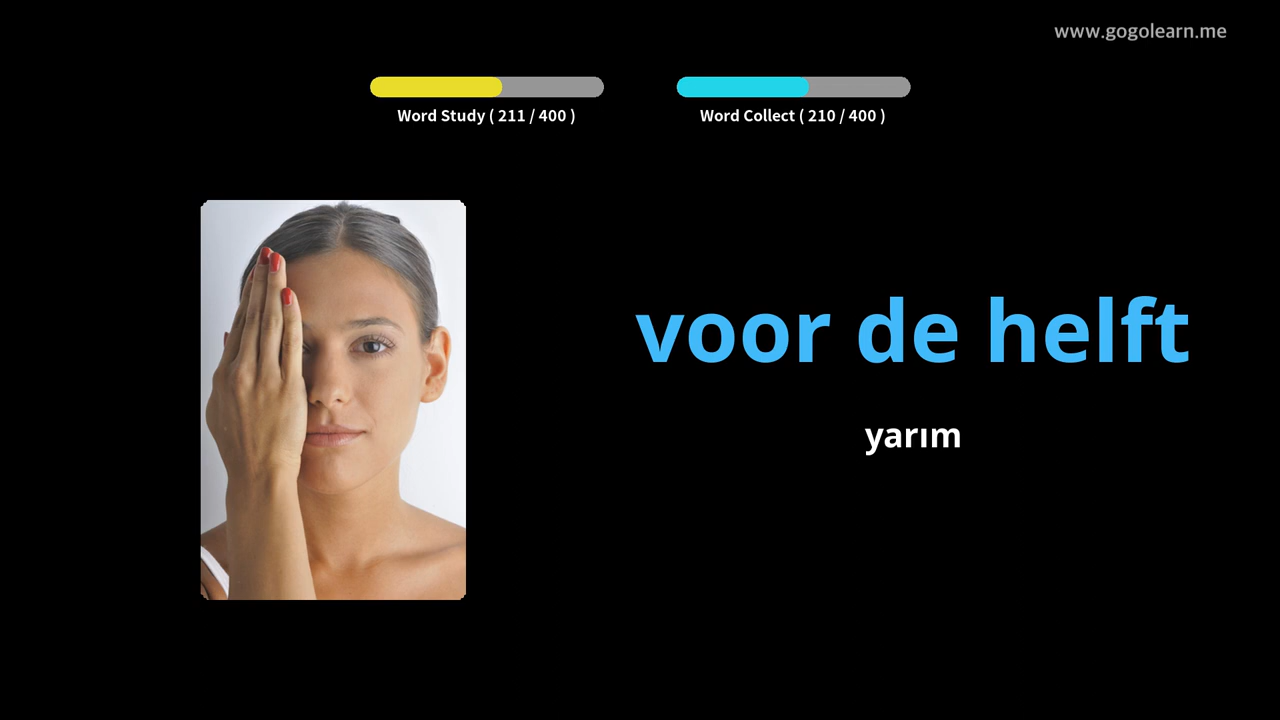 www.gogolearn.me
Word Study ( 211 / 400 )
Word Collect ( 210 / 400 )
voor de helft
yarım